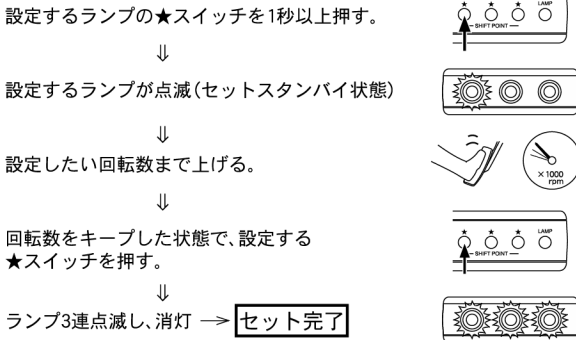 設定するランプの★スイッチを1秒以上押す。
★ ★ ★ LAMP
SHIFT POINT
⇓
設定するランプが点滅(セットスタンバイ状態)
⇓
設定したい回転数まで上げる。
×1000
rpm
⇓
回転数をキープした状態で、設定する
★スイッチを押す。
★ ★ ★ LAMP
SHIFT POINT
⇓
ランプ3連点滅し、消灯 → セット完了